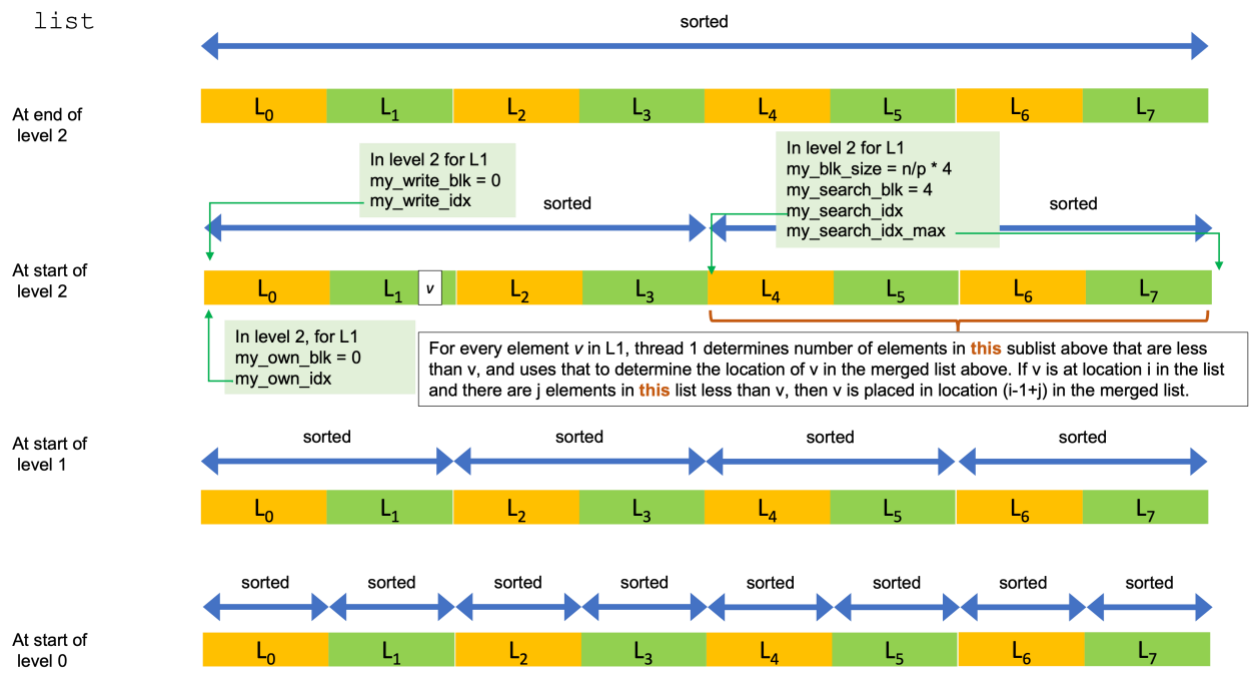 list
sorted
At end of
level 2
L0 L1 L2 L3 L4 L5 L6 L7
In level 2 for L1
my_write_blk = 0
my_write_idx
In level 2 for L1
my_blk_size = n/p * 4
my_search_blk = 4
my_search_idx
my_search_idx_max
sorted
sorted
At start of
level 2
L0 L1 v L2 L3 L4 L5 L6 L7
In level 2, for L1
my_own_blk = 0
my_own_idx
For every element v in L1, thread 1 determines number of elements in this sublist above that are less
than v, and uses that to determine the location of v in the merged list above. If v is at location i in the list
and there are j elements in this list less than v, then v is placed in location (i-1+j) in the merged list.
At start of
level 1
sorted sorted sorted sorted
L0 L1 L2 L3 L4 L5 L6 L7
sorted sorted sorted sorted sorted sorted sorted sorted
At start of
level 0
L0 L1 L2 L3 L4 L5 L6 L7